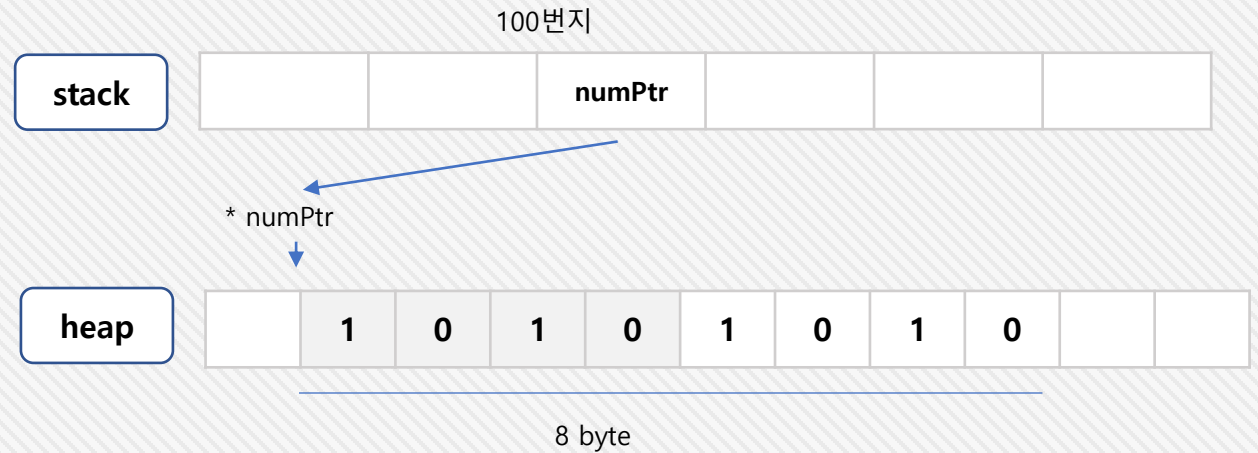 100번지
stack
numPtr
* numPtr
heap
1 0 1 0 1 0 1 0
8 byte